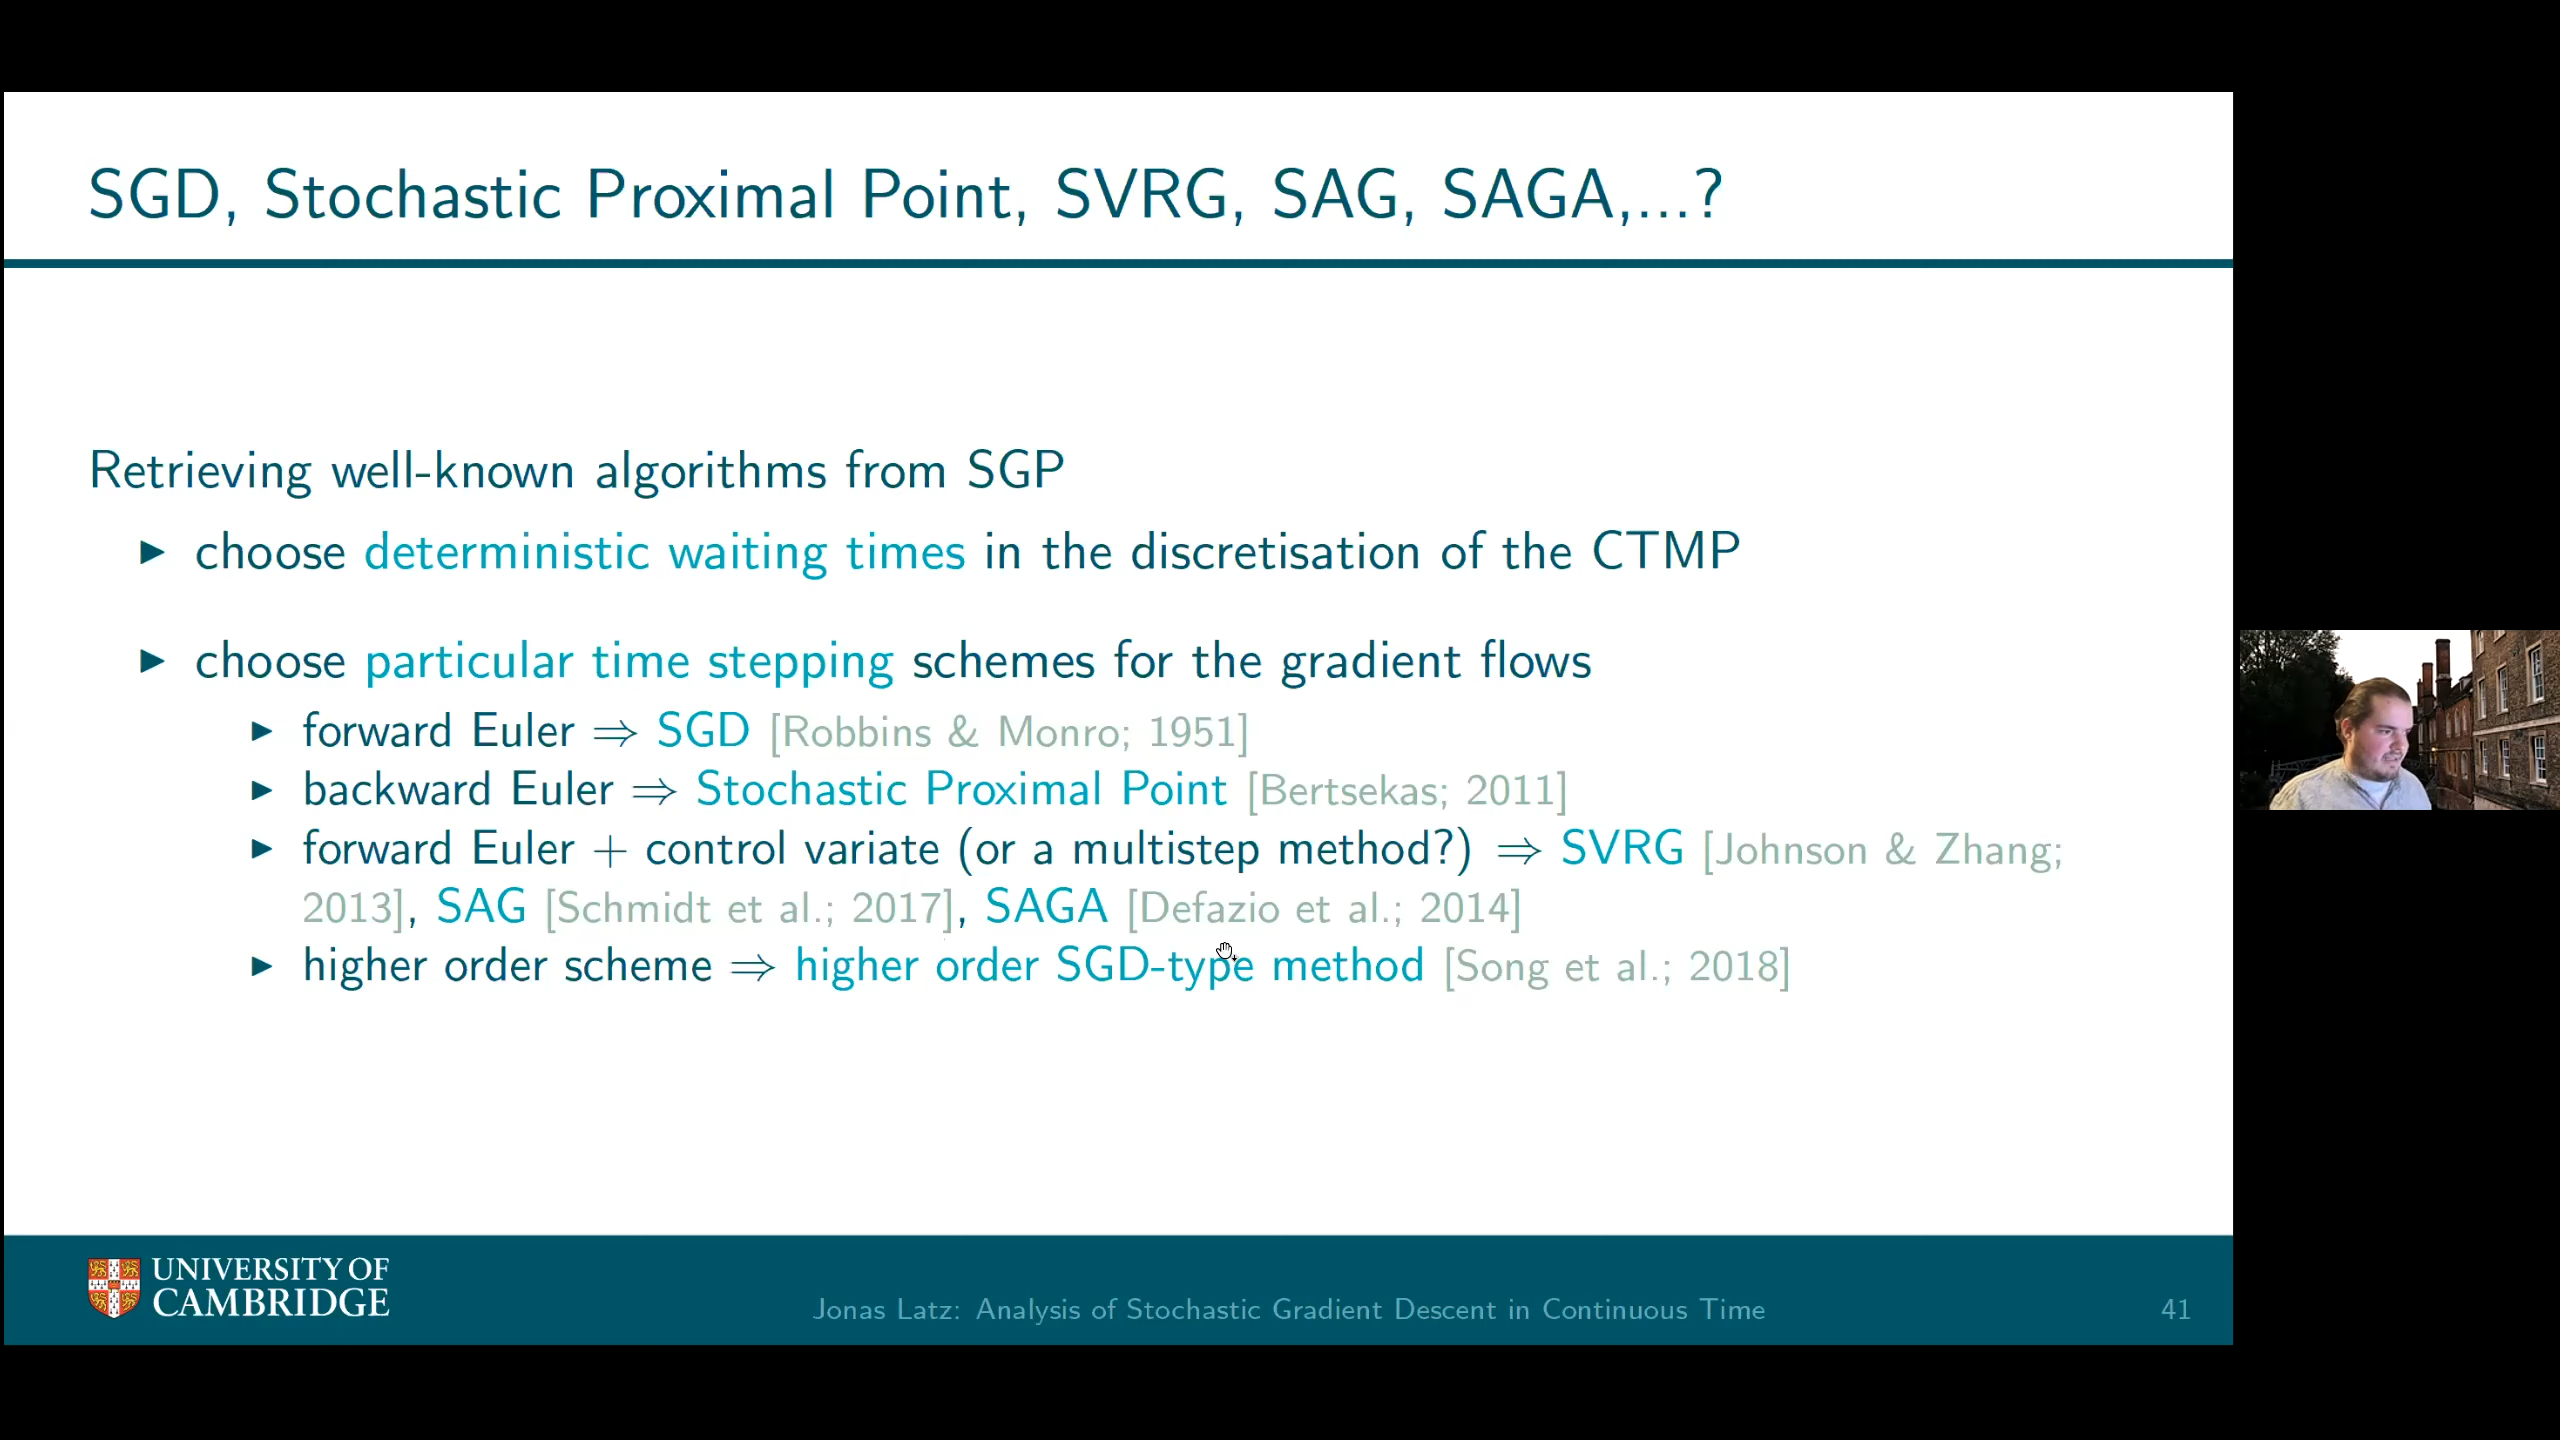 SGD, Stochastic Proximal Point, SVRG, SAG, SAGA,...?
Retrieving well-known algorithms from SGP
▶ choose deterministic waiting times in the discretisation of the CTMP
▶ choose particular time stepping schemes for the gradient flows
▶ forward Euler ⇒ SGD [Robbins & Monro; 1951]
▶ backward Euler ⇒ Stochastic Proximal Point [Bertsekas; 2011]
▶ forward Euler + control variate (or a multistep method?) ⇒ SVRG [Johnson & Zhang;
2013], SAG [Schmidt et al.; 2017], SAGA [Defazio et al.; 2014]
▶ higher order scheme ⇒ higher order SGD-type method [Song et al.; 2018]
UNIVERSITY OF
CAMBRIDGE
Jonas Latz: Analysis of Stochastic Gradient Descent in Continuous Time
41